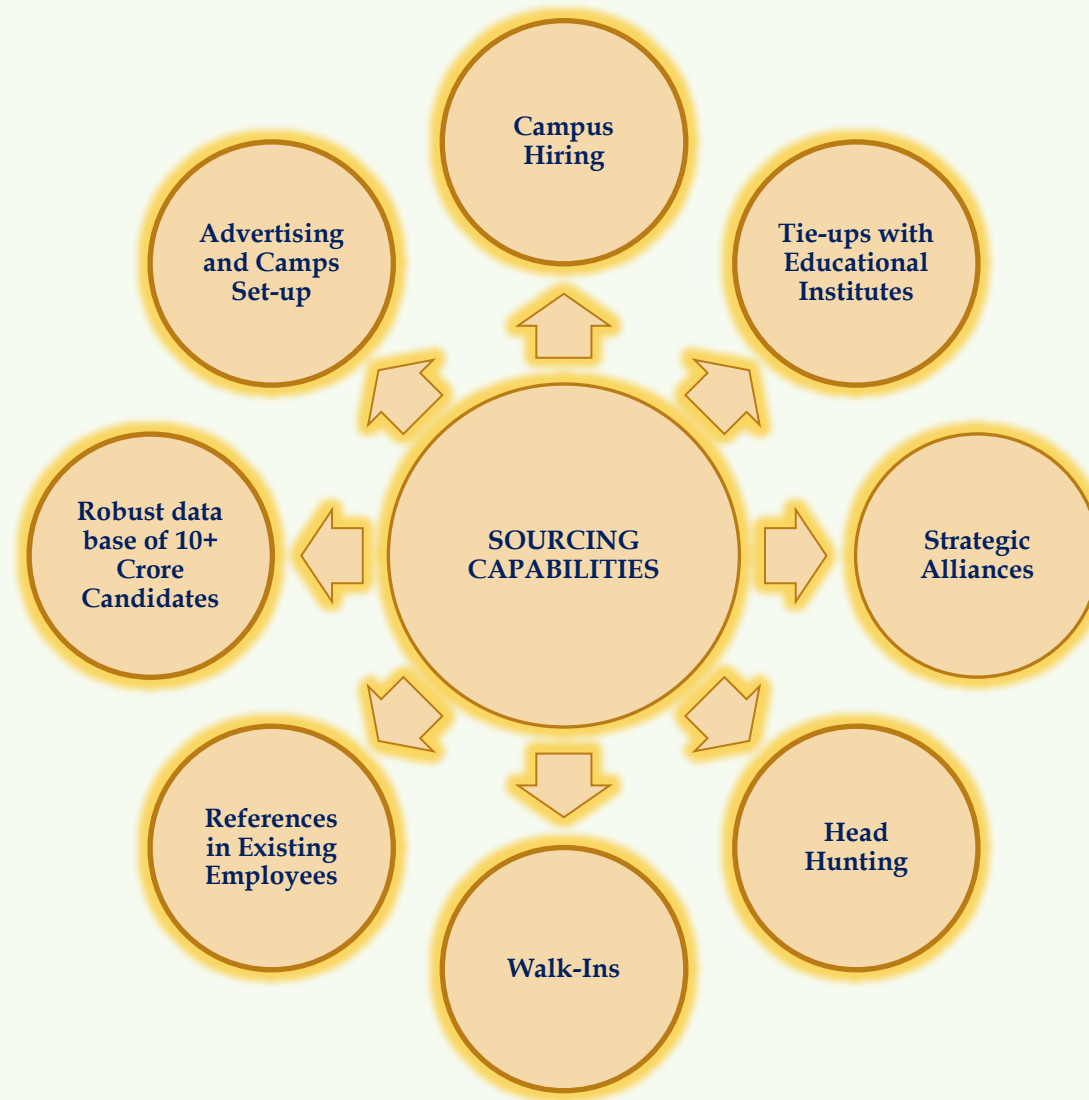 Campus
Hiring
Tie-ups with
Educational
Institutes
Strategic
Alliances
Head
Hunting
Walk-Ins
References
in Existing
Employees
Robust data
base of 10+
Crore
Candidates
Advertising
and Camps
Set-up
SOURCING
CAPABILITIES